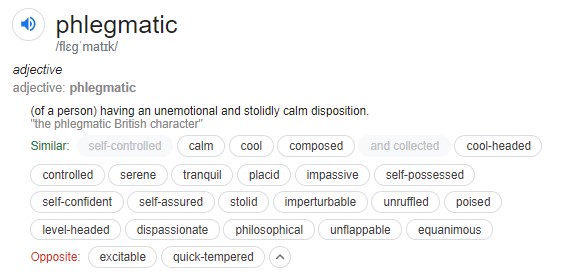 phlegmatic
/flɛɡˈmatɪk/
adjective
adjective: phlegmatic
(of a person) having an unemotional and stolidly calm disposition.
"the phlegmatic British character"
Similar: self-controlled calm cool composed and collected cool-headed
controlled serene tranquil placid impassive self-possessed
self-confident self-assured stolid imperturbable unruffled poised
level-headed dispassionate philosophical unflappable equanimous
Opposite: excitable quick-tempered